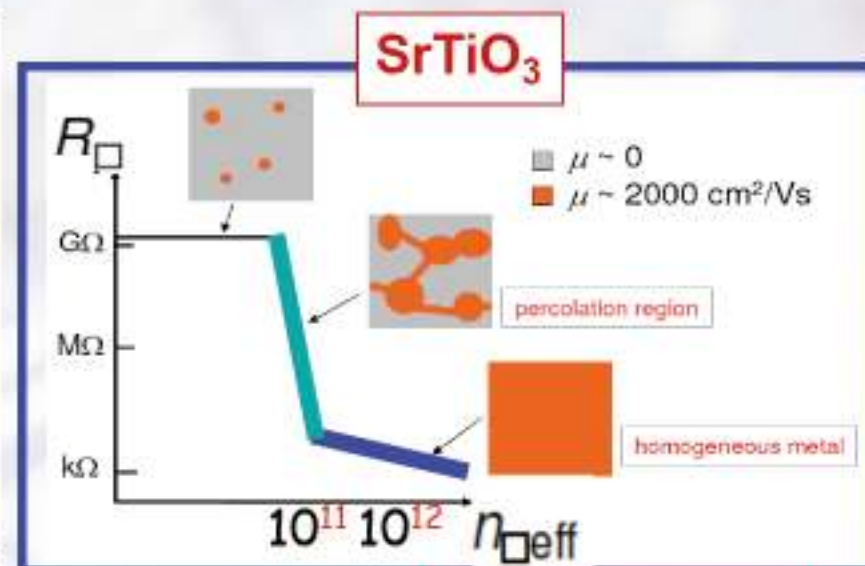 SrTiO₃
R□
μ ~ 0
μ ~ 2000 cm²/Vs
GΩ
percolation region
MΩ
homogeneous metal
kΩ
10¹¹ 10¹² n□eff